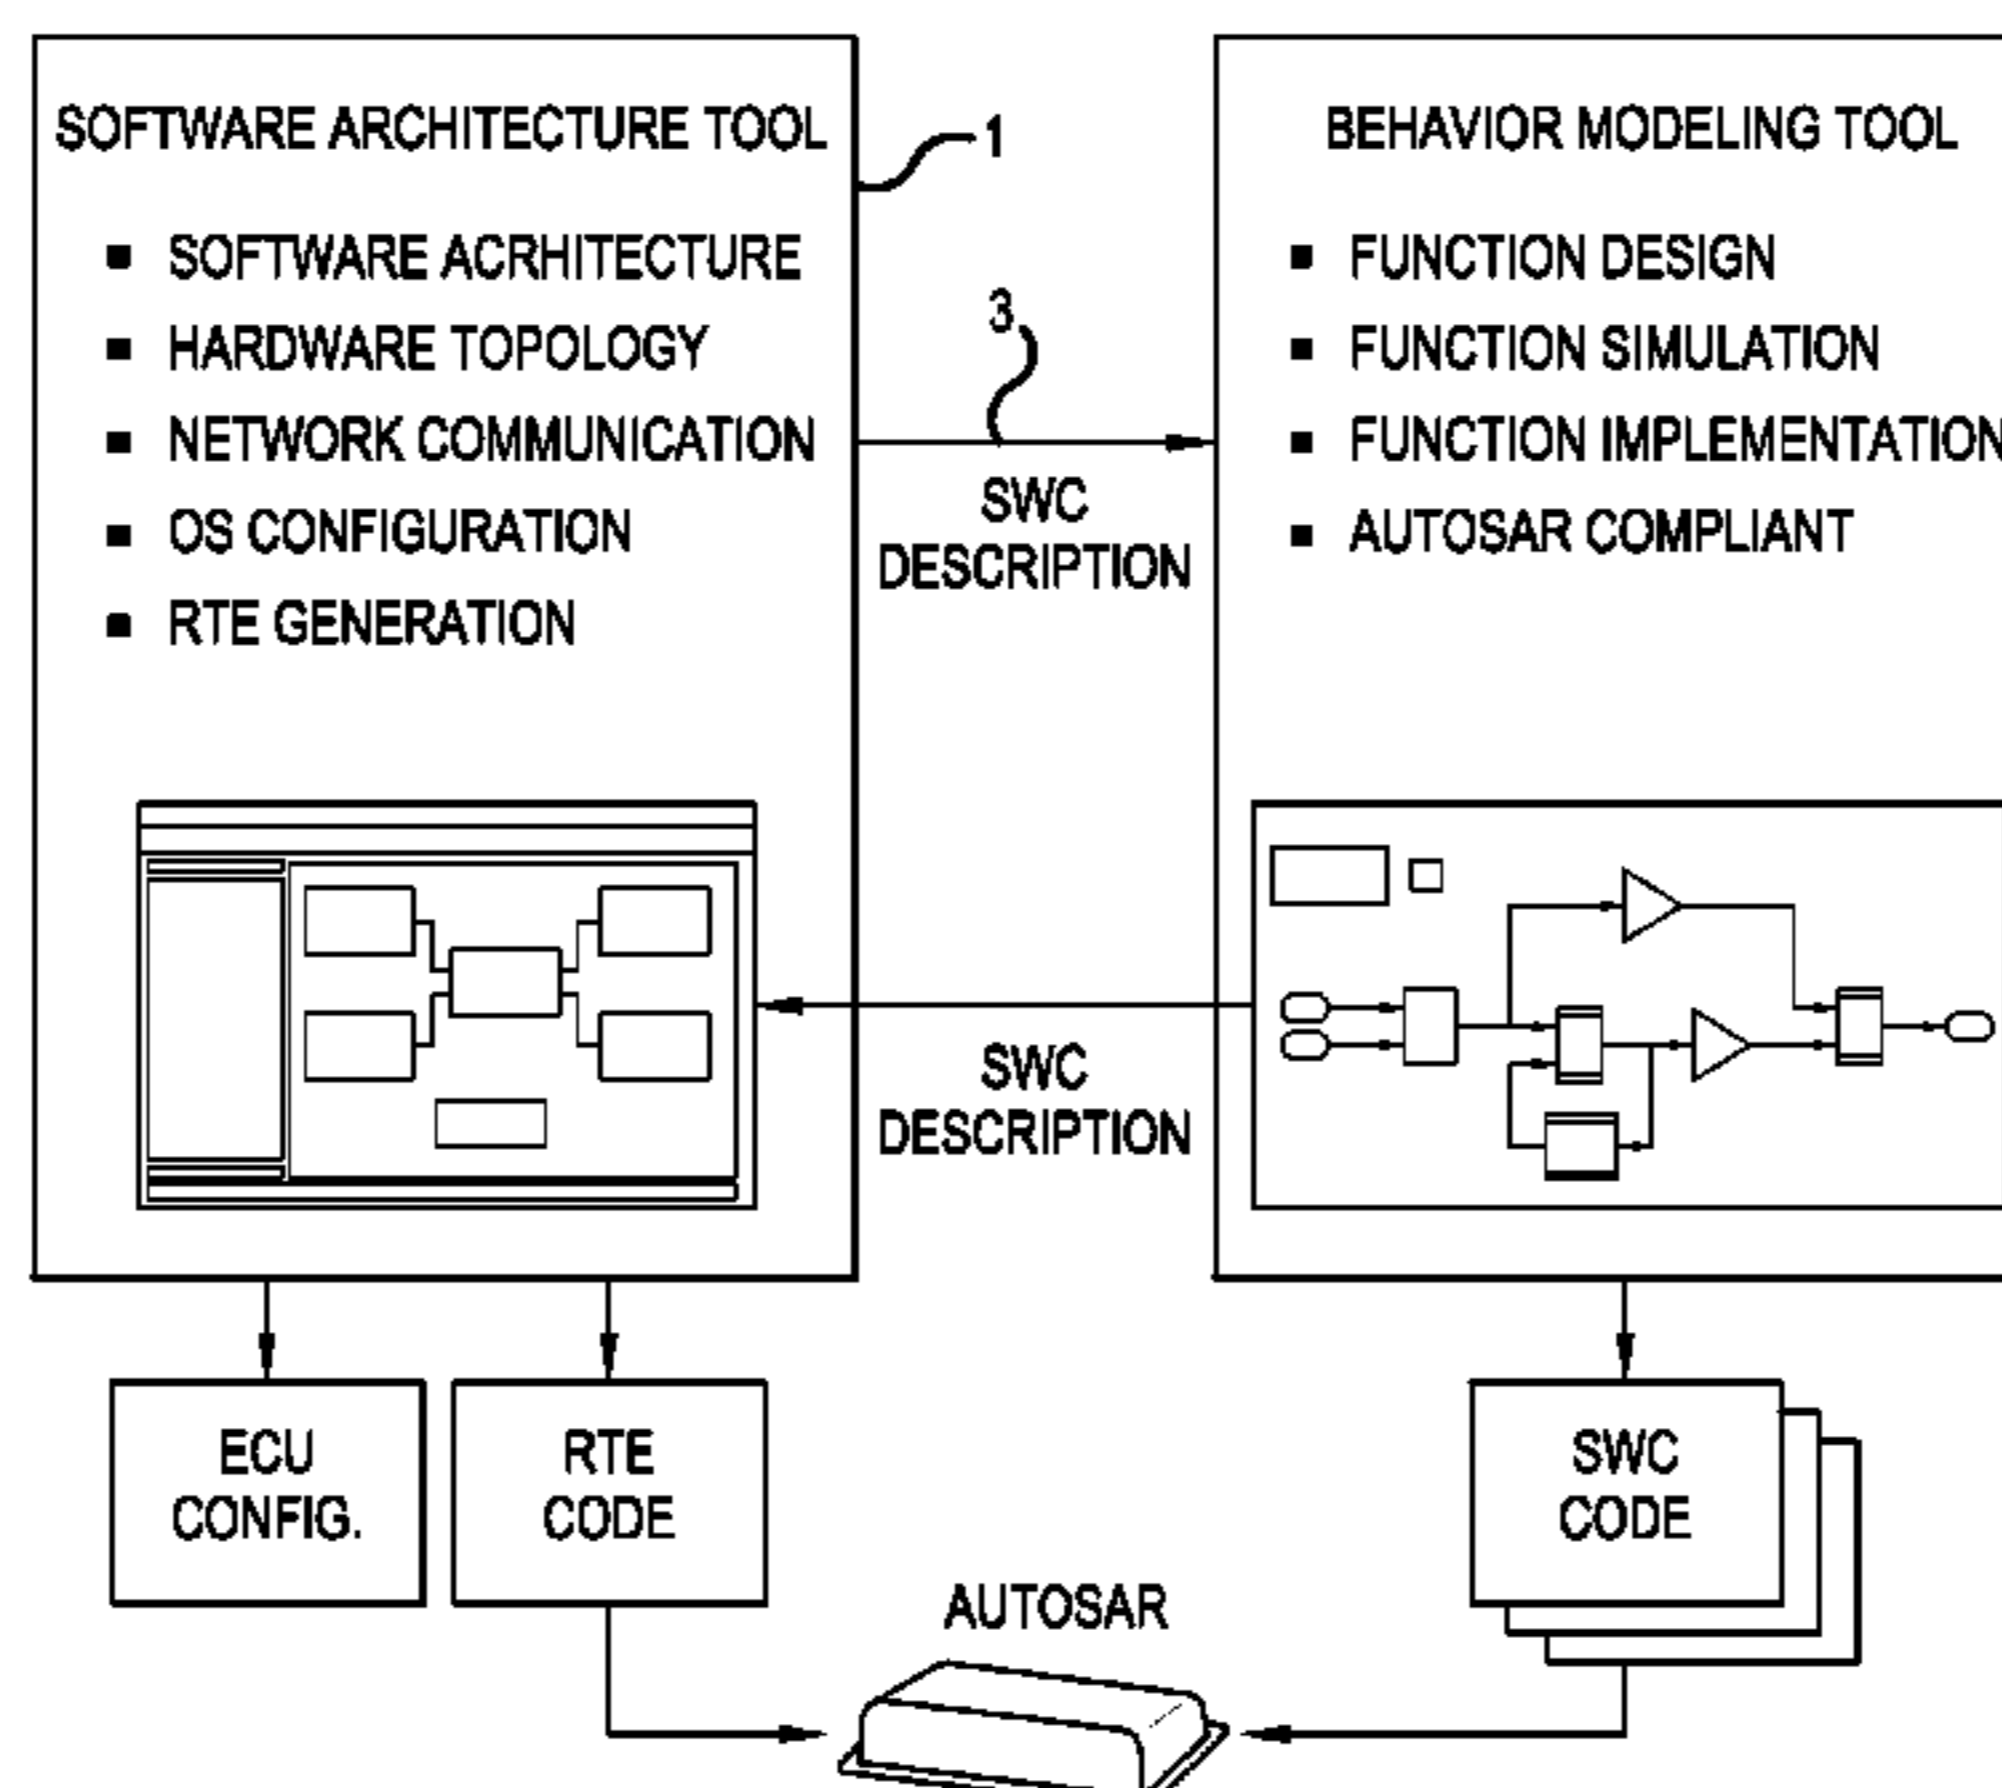 SOFTWARE ARCHITECTURE TOOL
1
■ SOFTWARE ACRHITECTURE
■ HARDWARE TOPOLOGY
■ NETWORK COMMUNICATION
■ OS CONFIGURATION
■ RTE GENERATION
3
SWC
DESCRIPTION
BEHAVIOR MODELING TOOL
■ FUNCTION DESIGN
■ FUNCTION SIMULATION
■ FUNCTION IMPLEMENTATION
■ AUTOSAR COMPLIANT
SWC
DESCRIPTION
ECU
CONFIG.
RTE
CODE
SWC
CODE
AUTOSAR